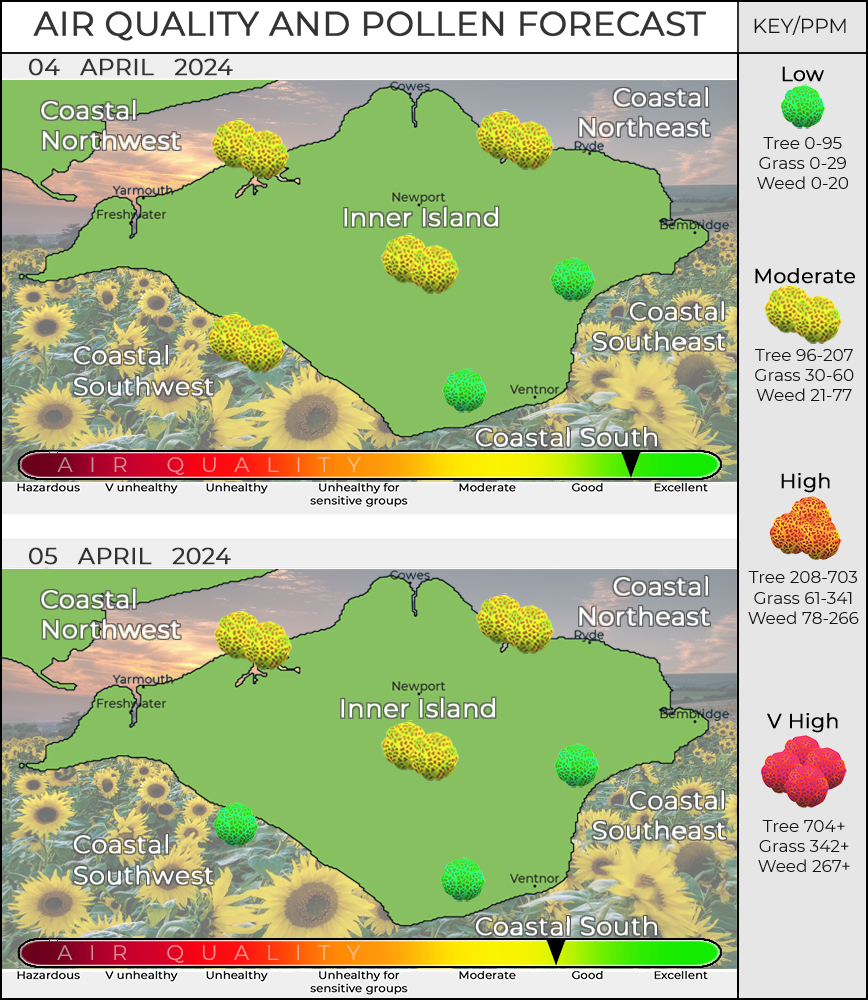 AIR QUALITY AND POLLEN FORECAST
04 APRIL 2024
Cowes
Coastal
Northwest
Coastal
Northeast
Ryde
Yarmouth
Freshwater
Newport
Inner Island
Bembridge
Coastal
Southeast
Coastal
Southwest
Ventnor
Coastal South
AIR QUALITY
Hazardous V unhealthy Unhealthy Unhealthy for sensitive groups Moderate Good Excellent
05 APRIL 2024
Cowes
Coastal
Northwest
Coastal
Northeast
Ryde
Yarmouth
Freshwater
Newport
Inner Island
Bembridge
Coastal
Southeast
Coastal
Southwest
Ventnor
Coastal South
AIR QUALITY
Hazardous V unhealthy Unhealthy Unhealthy for sensitive groups Moderate Good Excellent
KEY/PPM
Low
Tree 0-95
Grass 0-29
Weed 0-20
Moderate
Tree 96-207
Grass 30-60
Weed 21-77
High
Tree 208-703
Grass 61-341
Weed 78-266
V High
Tree 704+
Grass 342+
Weed 267+